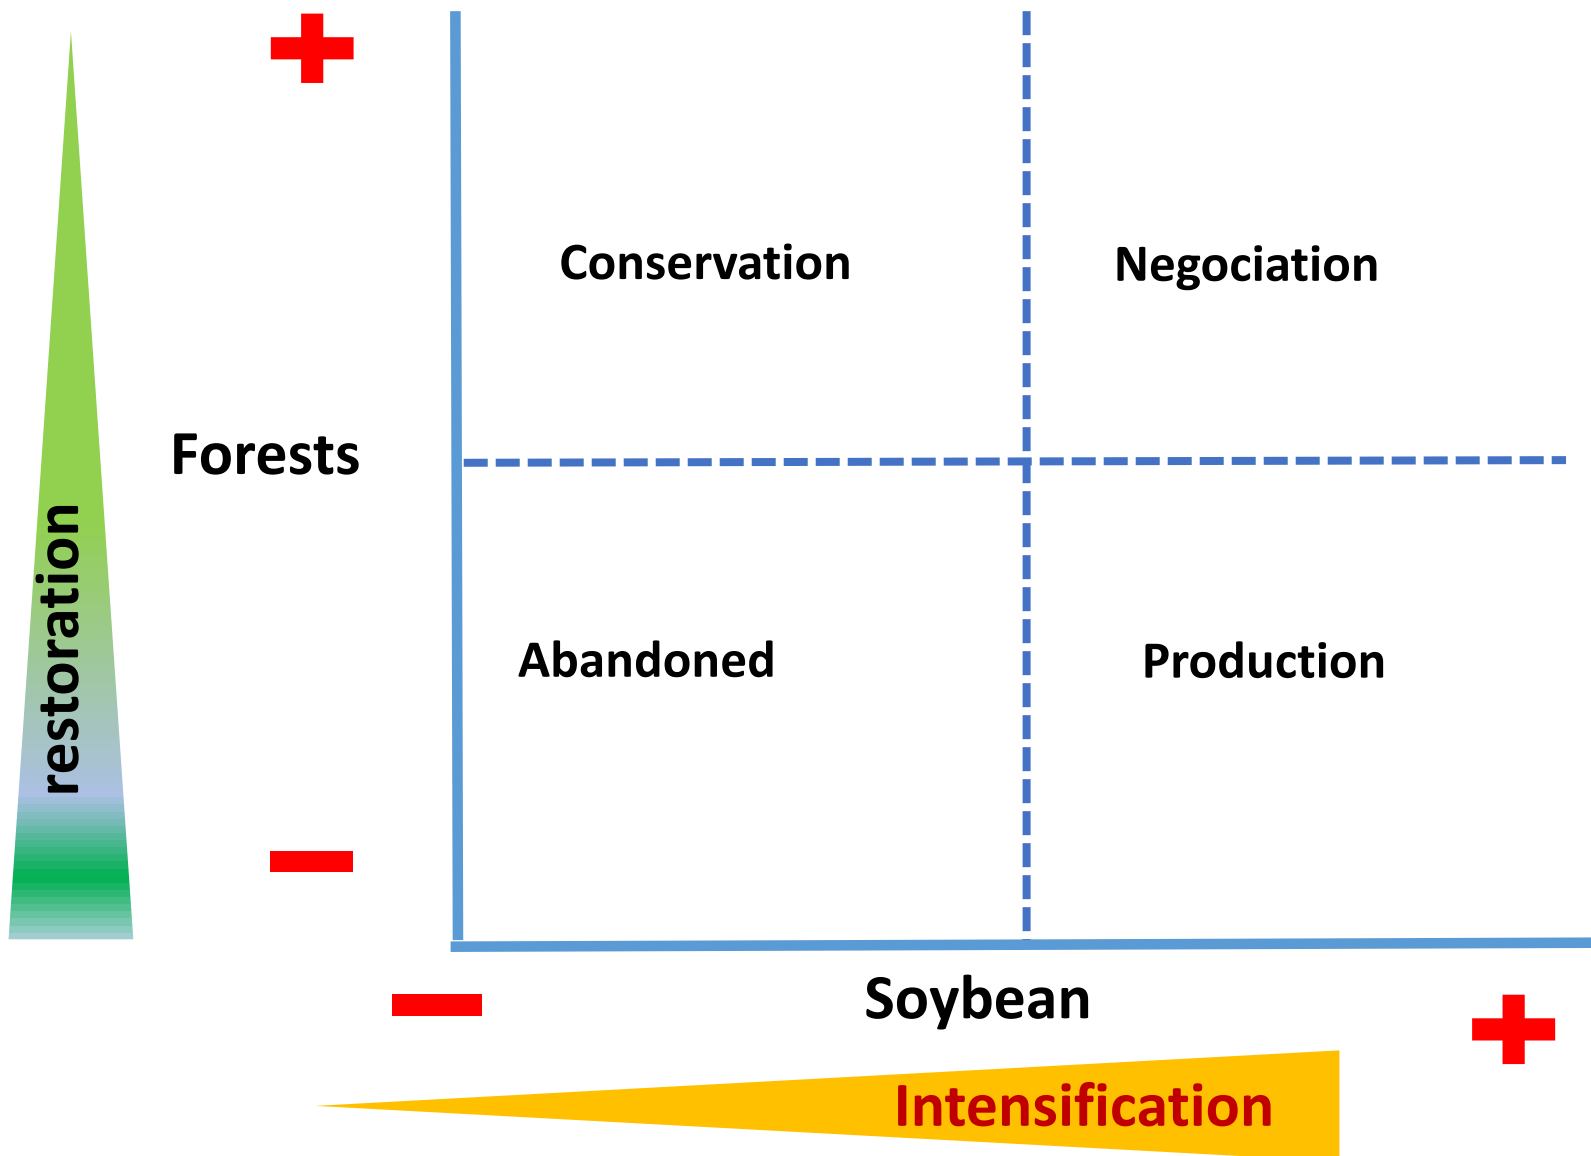 Conservation
Negociation
Forests
restoration
Abandoned
Production
Soybean
Intensification